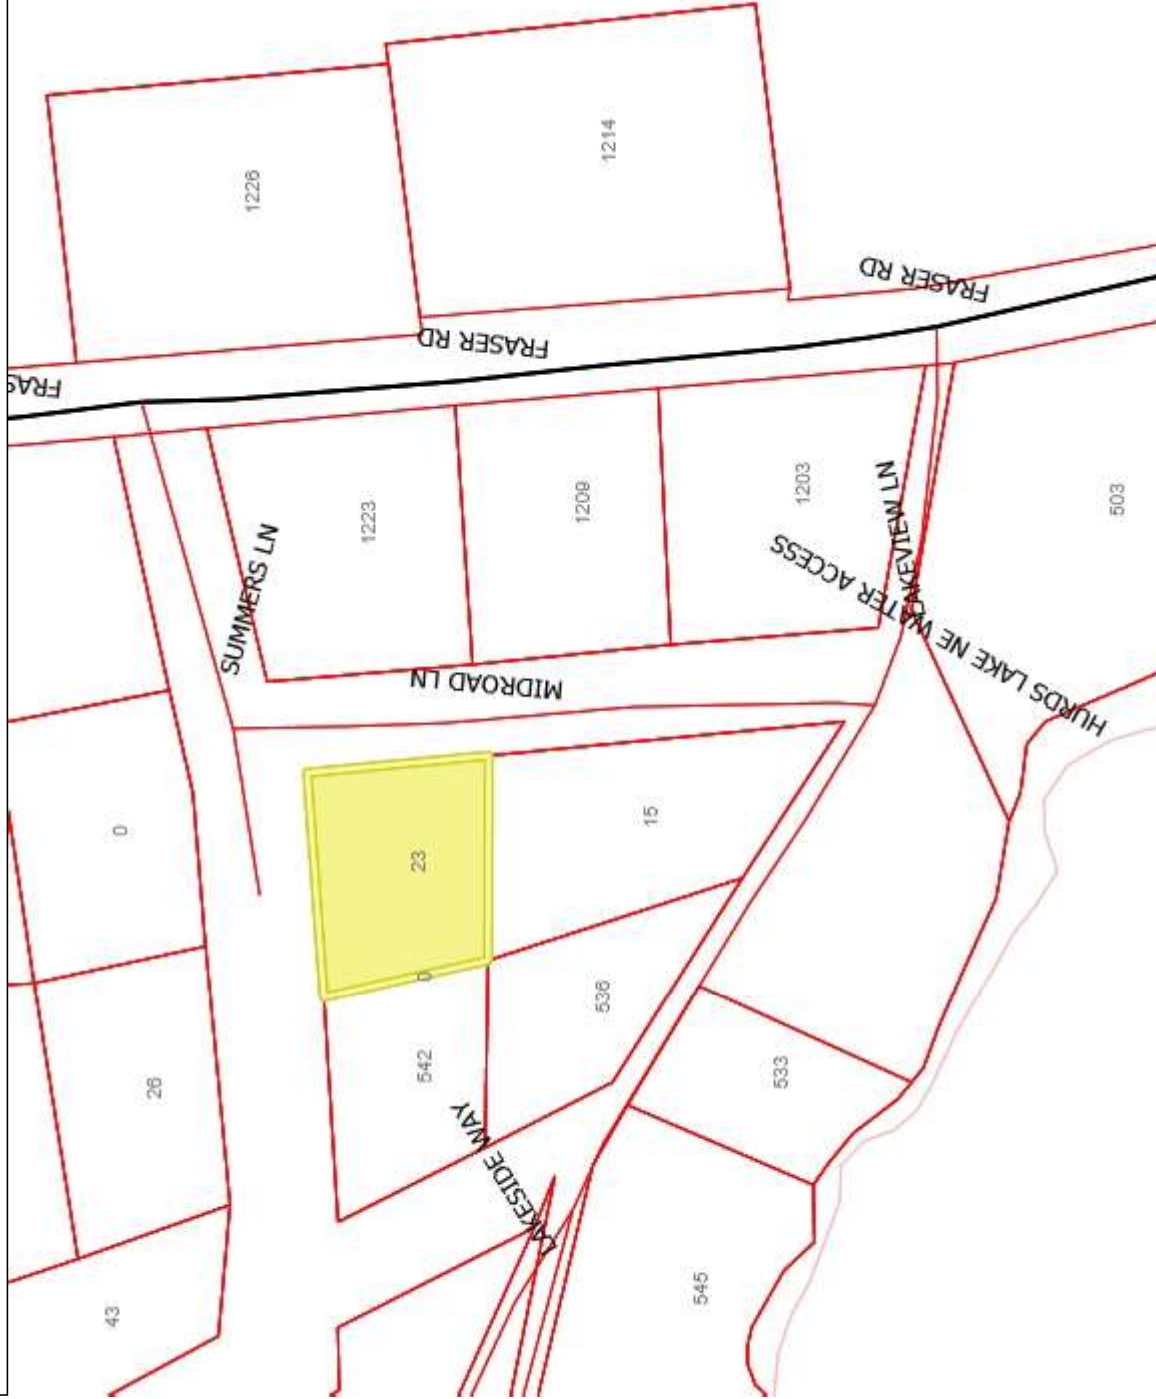 1214
1226
FRASER RD
FRASER RD
FRAS
1203
503
1209
1223
LAKEVIEW LN
SUMMERS LN
HURDS LAKE NE WATER ACCESS
MIDROAD LN
15
0
23
0
536
542
533
26
LAKESIDE WAY
545
43